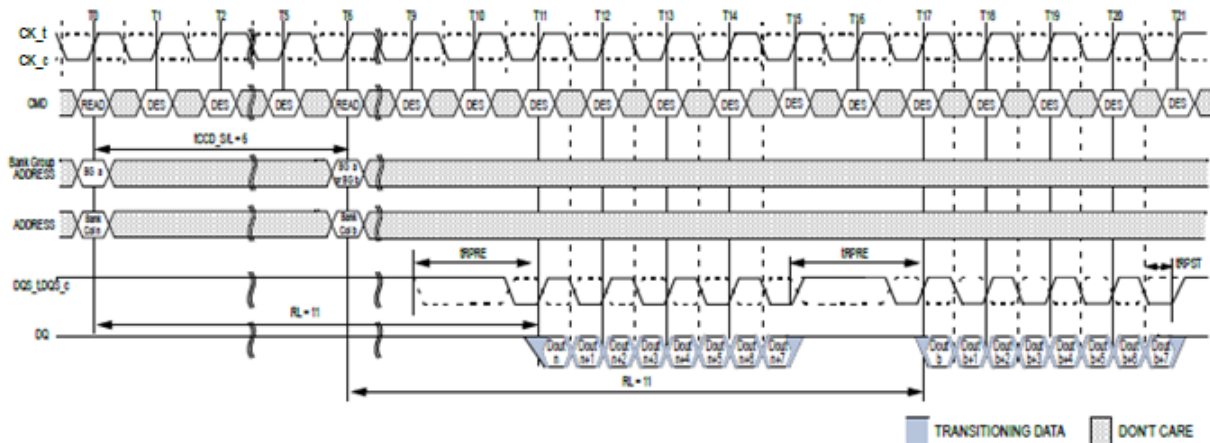 T0 T1 T2 T5 T6 T9 T10 T11 T12 T13 T14 T15 T16 T17 T18 T19 T20 T21
CK_t
CK_c
CMD READ DES DES DES READ DES DES DES DES DES DES DES DES DES DES DES DES DES
tCCD_S/L = 6
Bank Group
ADDRESS BG a BG a
or BG b
ADDRESS Bank
Col n Bank
Col b
tRPRE tRPRE tRPST
DQS_t,DQS_c
RL = 11
DQ
Dout
n Dout
n+1 Dout
n+2 Dout
n+3 Dout
n+4 Dout
n+5 Dout
n+6 Dout
n+7 Dout
b Dout
b+1 Dout
b+2 Dout
b+3 Dout
b+4 Dout
b+5 Dout
b+6 Dout
b+7
RL = 11
TRANSITIONING DATA DON'T CARE